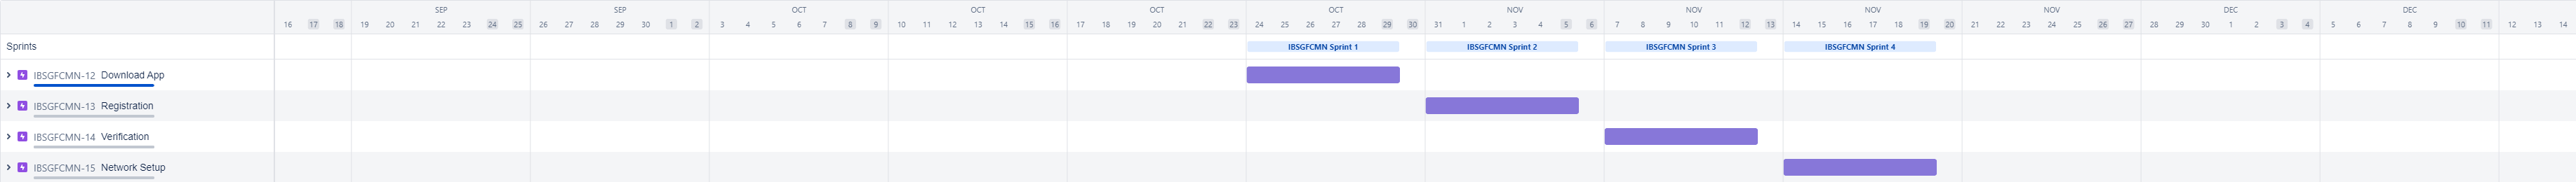 SEP SEP OCT OCT OCT OCT NOV NOV NOV NOV DEC DEC
16 17 18 19 20 21 22 23 24 25 26 27 28 29 30 1 2 3 4 5 6 7 8 9 10 11 12 13 14 15 16 17 18 19 20 21 22 23 24 25 26 27 28 29 30 31 1 2 3 4 5 6 7 8 9 10 11 12 13 14 15 16 17 18 19 20 21 22 23 24 25 26 27 28 29 30 1 2 3 4 5 6 7 8 9 10 11 12 13 14
Sprints IBSGFCMN Sprint 1 IBSGFCMN Sprint 2 IBSGFCMN Sprint 3 IBSGFCMN Sprint 4
IBSGFCMN-12 Download App
IBSGFCMN-13 Registration
IBSGFCMN-14 Verification
IBSGFCMN-15 Network Setup